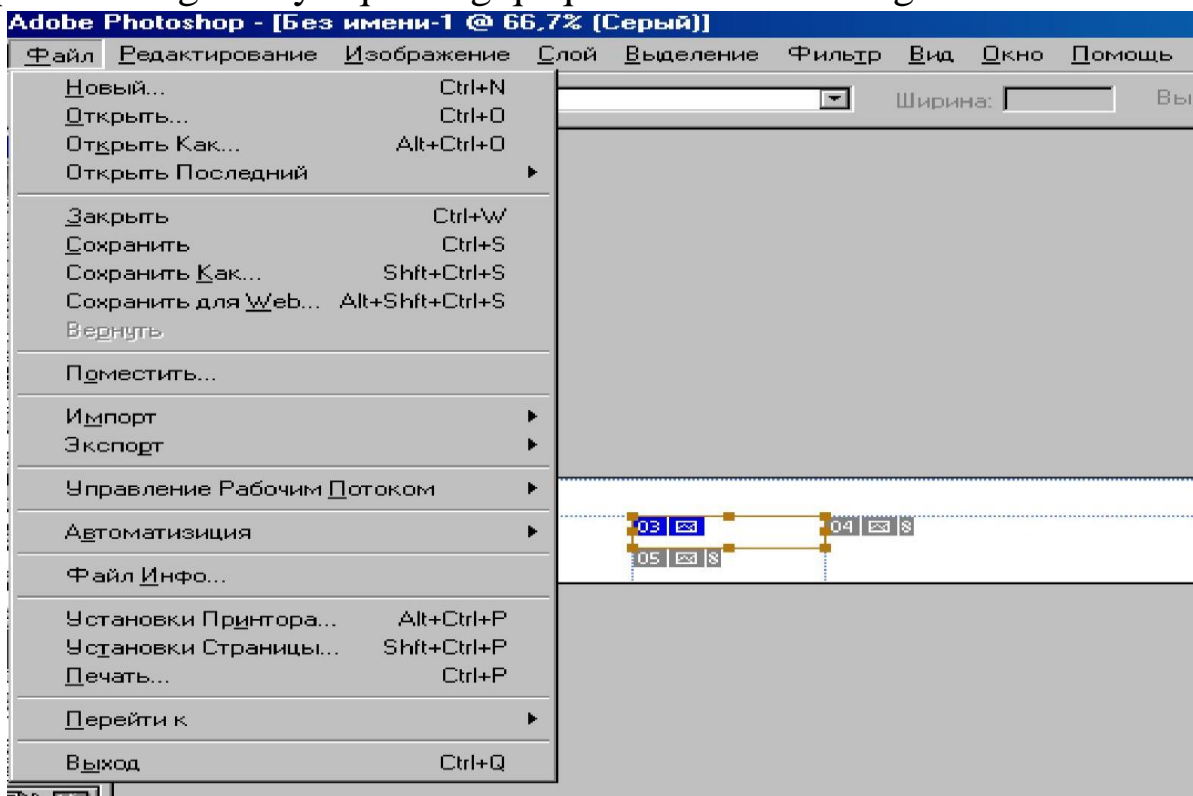 Adobe Photoshop - [Без имени-1 @ 66,7% (Серый)]
Файл Редактирование Изображение Слой Выделение Фильтр Вид Окно Помощь
Ширина:
Новый... Ctrl+N
Открыть... Ctrl+O
Открыть Как... Alt+Ctrl+O
Открыть Последний
Закрыть Ctrl+W
Сохранить Ctrl+S
Сохранить Как... Shft+Ctrl+S
Сохранить для Web... Alt+Shft+Ctrl+S
Вернуть
Поместить...
Импорт
Экспорт
Управление Рабочим Потоком
Автоматизиция
Файл Инфо...
Установки Принтора... Alt+Ctrl+P
Установки Страницы... Shft+Ctrl+P
Печать... Ctrl+P
Перейти к
Выход Ctrl+Q
03 04 8
05 8